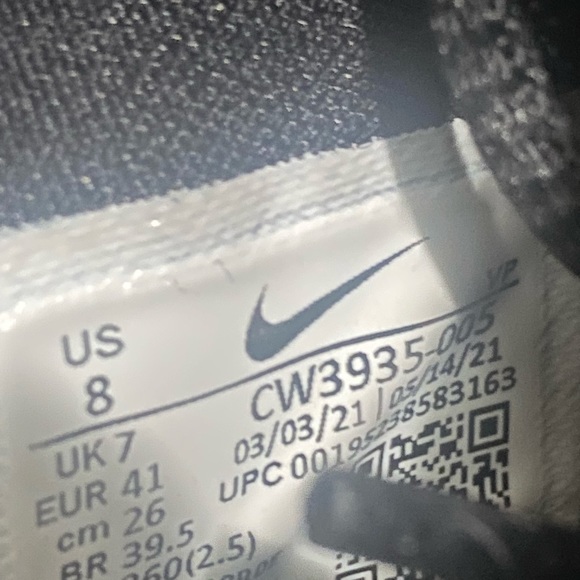 VP
US
8
CW3935-005
03/03/21 | 05/14/21
UPC 00195238583163
UK 7
EUR 41
cm 26
BR 39.5
260(2.5)